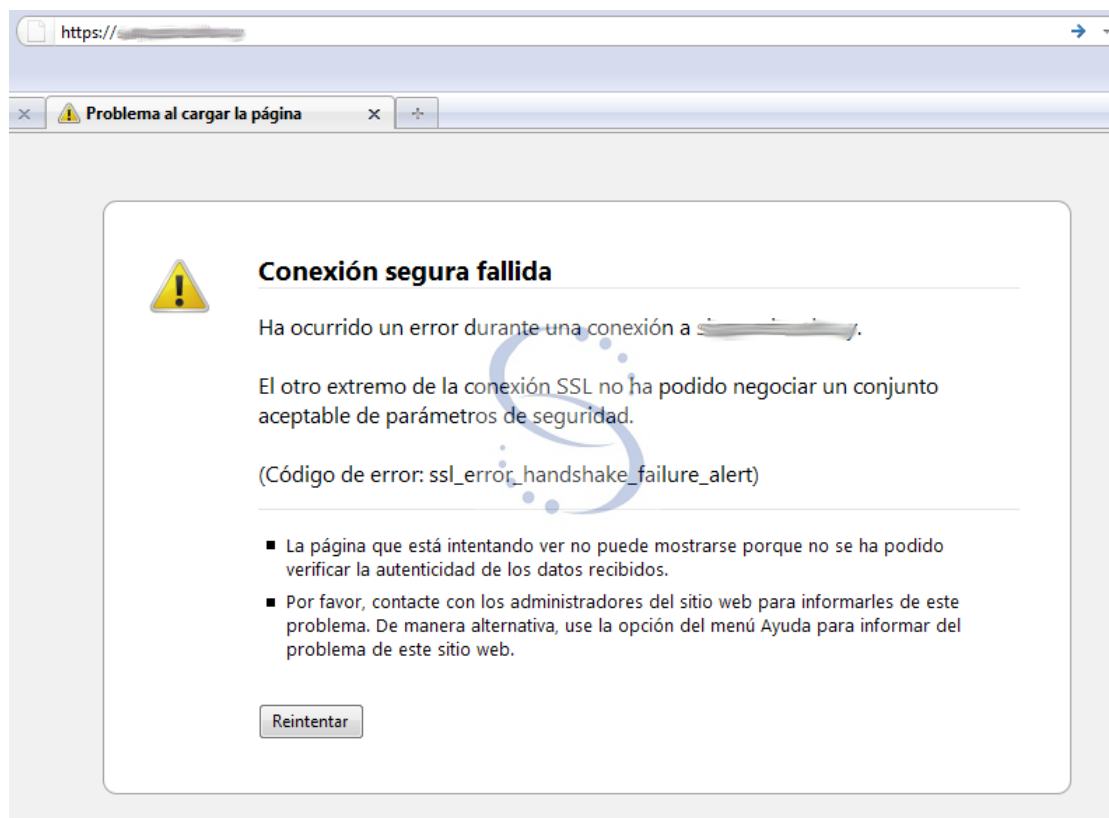 https://
Problema al cargar la página
Conexión segura fallida
Ha ocurrido un error durante una conexión a
El otro extremo de la conexión SSL no ha podido negociar un conjunto
aceptable de parámetros de seguridad.
(Código de error: ssl_error_handshake_failure_alert)
La página que está intentando ver no puede mostrarse porque no se ha podido
verificar la autenticidad de los datos recibidos.
Por favor, contacte con los administradores del sitio web para informarles de este
problema. De manera alternativa, use la opción del menú Ayuda para informar del
problema de este sitio web.
Reintentar